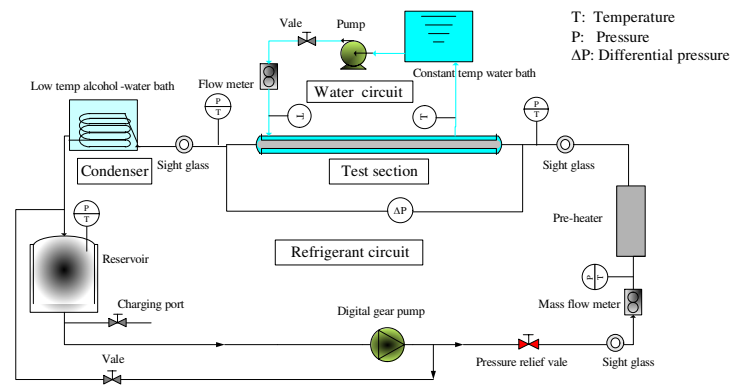 T: Temperature
P: Pressure
ΔP: Differential pressure
Vale
Pump
Flow meter
Constant temp water bath
Water circuit
Low temp alcohol -water bath
P
T
T
T
P
T
Condenser
Sight glass
Test section
Sight glass
ΔP
Pre-heater
P
T
Reservoir
Refrigerant circuit
P
T
Mass flow meter
Charging port
Digital gear pump
Vale
Pressure relief vale
Sight glass